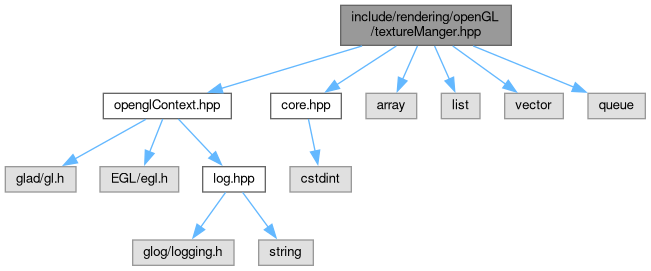 include/rendering/openGL
/textureManger.hpp
openglContext.hpp
core.hpp
array
list
vector
queue
glad/gl.h
EGL/egl.h
log.hpp
cstdint
glog/logging.h
string